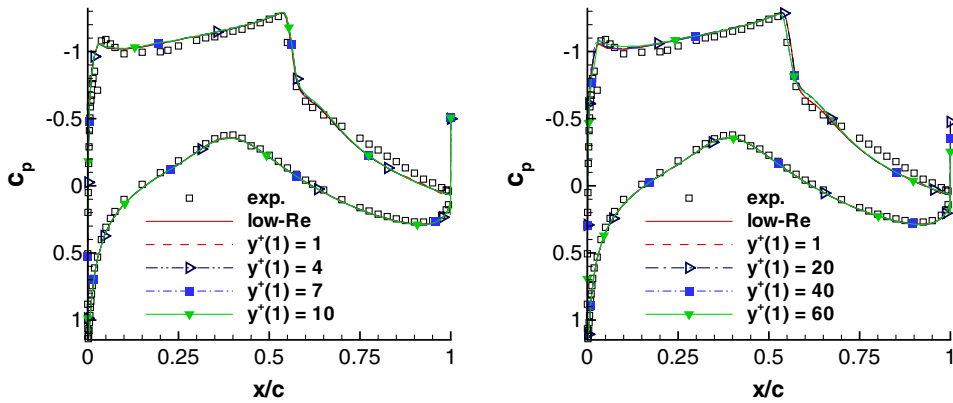 -1
-0.5
0
0.5
1
c_p
exp.
low-Re
y⁺(1) = 1
y⁺(1) = 4
y⁺(1) = 7
y⁺(1) = 10
0 0.25 0.5 0.75 1
x/c
-1
-0.5
0
0.5
1
c_p
exp.
low-Re
y⁺(1) = 1
y⁺(1) = 20
y⁺(1) = 40
y⁺(1) = 60
0 0.25 0.5 0.75 1
x/c